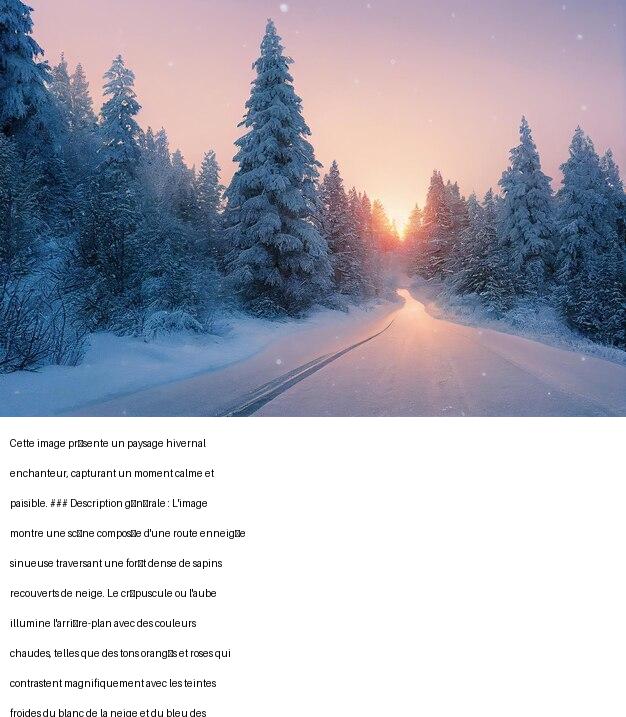 Cette image pr□sente un paysage hivernal
enchanteur, capturant un moment calme et
paisible. ### Description g□n□rale : L'image
montre une sc□ne compos□e d'une route enneig□e
sinueuse traversant une for□t dense de sapins
recouverts de neige. Le cr□puscule ou l'aube
illumine l'arri□re-plan avec des couleurs
chaudes, telles que des tons orang□s et roses qui
contrastent magnifiquement avec les teintes
froides du blanc de la neige et du bleu des